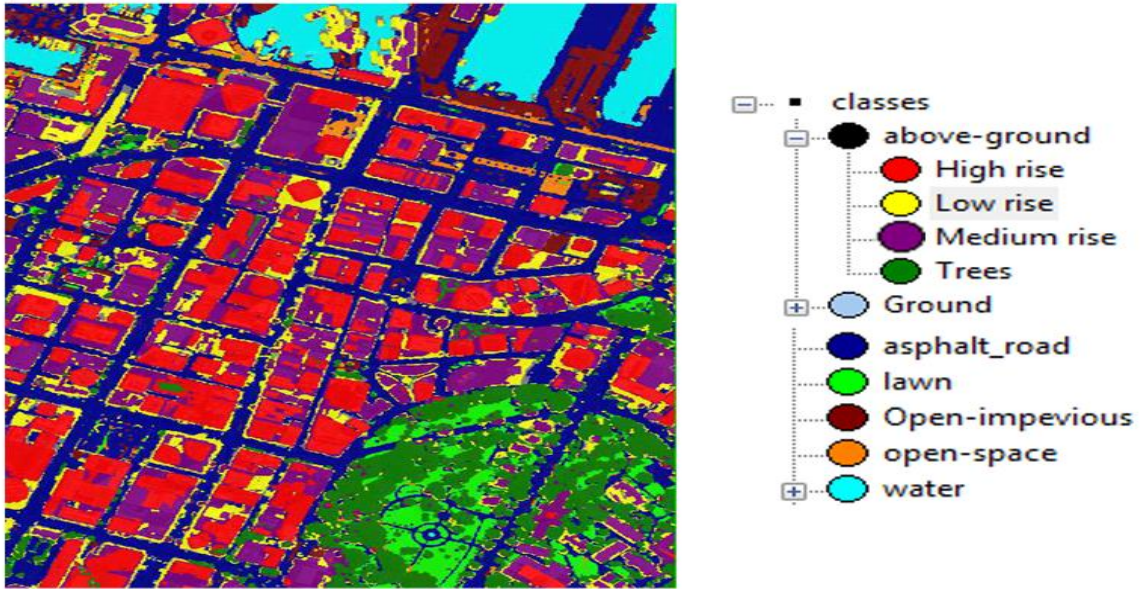 classes
above-ground
High rise
Low rise
Medium rise
Trees
Ground
asphalt_road
lawn
Open-impevious
open-space
water